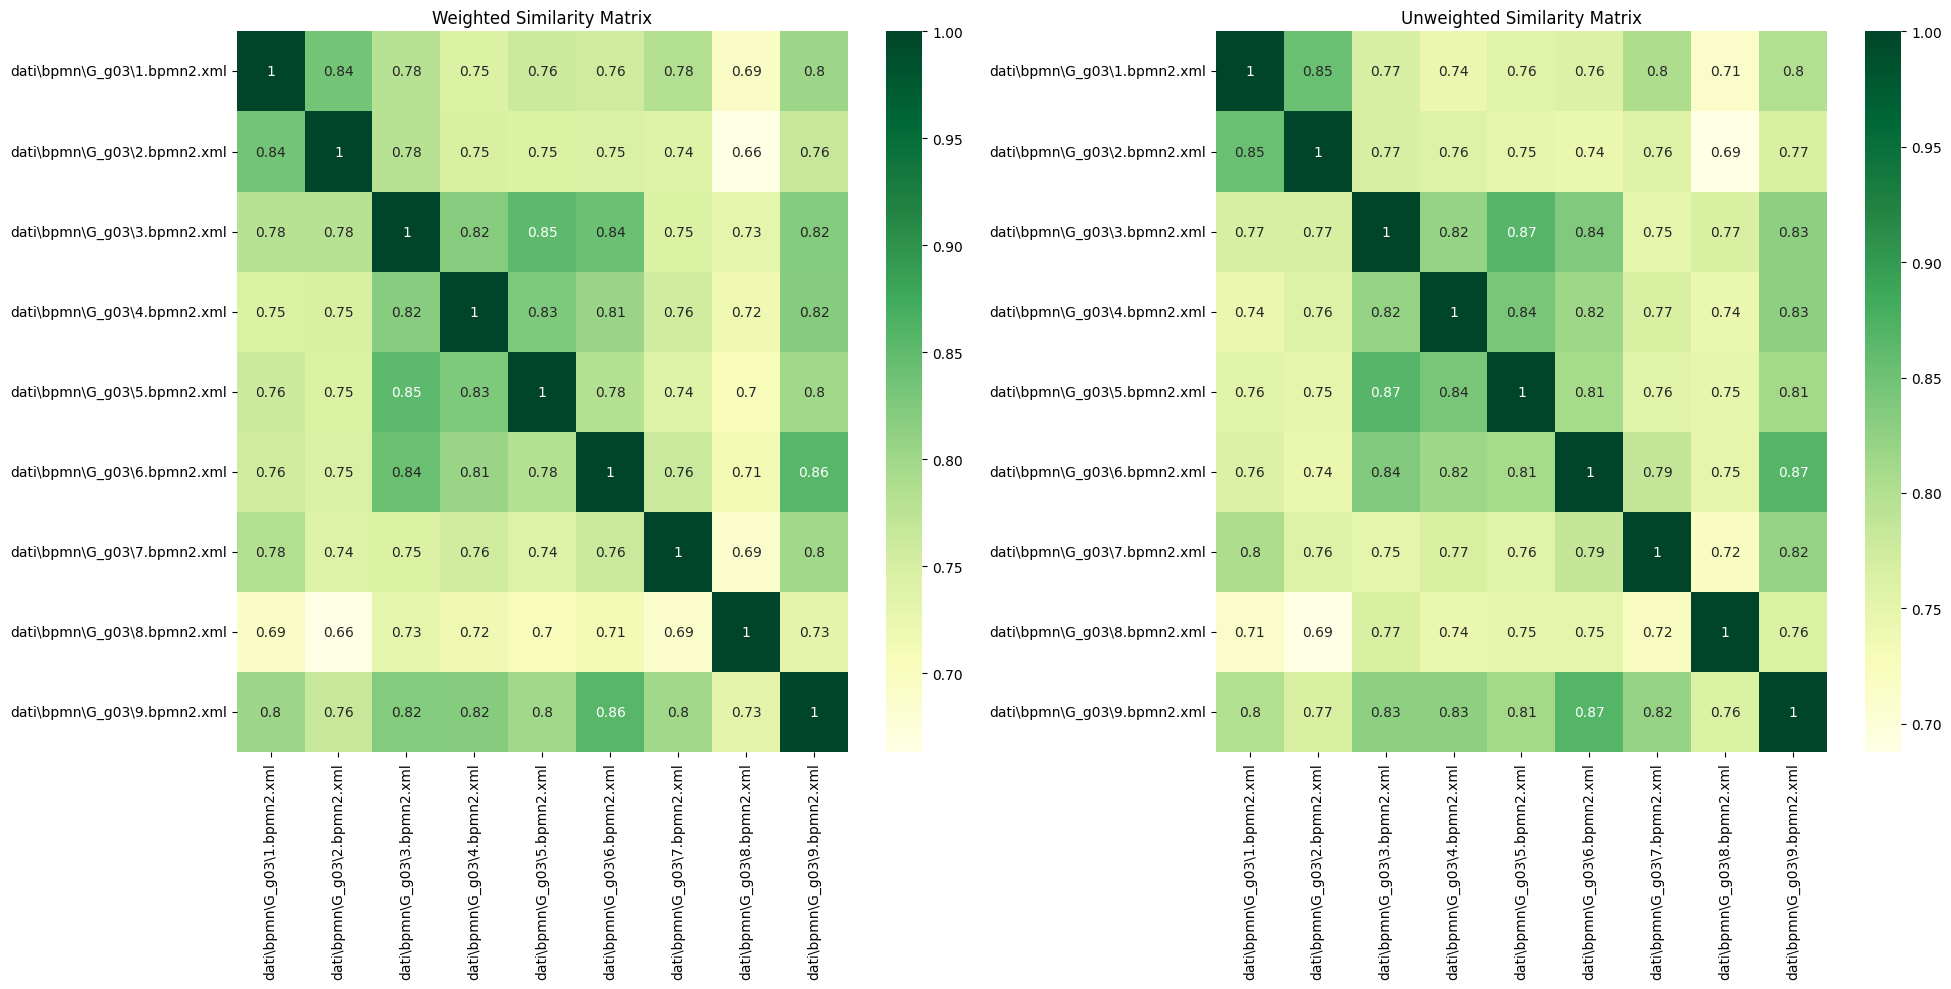 Weighted Similarity Matrix
dati\bpmn\G_g03\1.bpmn2.xml 1 0.84 0.78 0.75 0.76 0.76 0.78 0.69 0.8
dati\bpmn\G_g03\2.bpmn2.xml 0.84 1 0.78 0.75 0.75 0.75 0.74 0.66 0.76
dati\bpmn\G_g03\3.bpmn2.xml 0.78 0.78 1 0.82 0.85 0.84 0.75 0.73 0.82
dati\bpmn\G_g03\4.bpmn2.xml 0.75 0.75 0.82 1 0.83 0.81 0.76 0.72 0.82
dati\bpmn\G_g03\5.bpmn2.xml 0.76 0.75 0.85 0.83 1 0.78 0.74 0.7 0.8
dati\bpmn\G_g03\6.bpmn2.xml 0.76 0.75 0.84 0.81 0.78 1 0.76 0.71 0.86
dati\bpmn\G_g03\7.bpmn2.xml 0.78 0.74 0.75 0.76 0.74 0.76 1 0.69 0.8
dati\bpmn\G_g03\8.bpmn2.xml 0.69 0.66 0.73 0.72 0.7 0.71 0.69 1 0.73
dati\bpmn\G_g03\9.bpmn2.xml 0.8 0.76 0.82 0.82 0.8 0.86 0.8 0.73 1
dati\bpmn\G_g03\1.bpmn2.xml
dati\bpmn\G_g03\2.bpmn2.xml
dati\bpmn\G_g03\3.bpmn2.xml
dati\bpmn\G_g03\4.bpmn2.xml
dati\bpmn\G_g03\5.bpmn2.xml
dati\bpmn\G_g03\6.bpmn2.xml
dati\bpmn\G_g03\7.bpmn2.xml
dati\bpmn\G_g03\8.bpmn2.xml
dati\bpmn\G_g03\9.bpmn2.xml
1.00
0.95
0.90
0.85
0.80
0.75
0.70
Unweighted Similarity Matrix
dati\bpmn\G_g03\1.bpmn2.xml 1 0.85 0.77 0.74 0.76 0.76 0.8 0.71 0.8
dati\bpmn\G_g03\2.bpmn2.xml 0.85 1 0.77 0.76 0.75 0.74 0.76 0.69 0.77
dati\bpmn\G_g03\3.bpmn2.xml 0.77 0.77 1 0.82 0.87 0.84 0.75 0.77 0.83
dati\bpmn\G_g03\4.bpmn2.xml 0.74 0.76 0.82 1 0.84 0.82 0.77 0.74 0.83
dati\bpmn\G_g03\5.bpmn2.xml 0.76 0.75 0.87 0.84 1 0.81 0.76 0.75 0.81
dati\bpmn\G_g03\6.bpmn2.xml 0.76 0.74 0.84 0.82 0.81 1 0.79 0.75 0.87
dati\bpmn\G_g03\7.bpmn2.xml 0.8 0.76 0.75 0.77 0.76 0.79 1 0.72 0.82
dati\bpmn\G_g03\8.bpmn2.xml 0.71 0.69 0.77 0.74 0.75 0.75 0.72 1 0.76
dati\bpmn\G_g03\9.bpmn2.xml 0.8 0.77 0.83 0.83 0.81 0.87 0.82 0.76 1
dati\bpmn\G_g03\1.bpmn2.xml
dati\bpmn\G_g03\2.bpmn2.xml
dati\bpmn\G_g03\3.bpmn2.xml
dati\bpmn\G_g03\4.bpmn2.xml
dati\bpmn\G_g03\5.bpmn2.xml
dati\bpmn\G_g03\6.bpmn2.xml
dati\bpmn\G_g03\7.bpmn2.xml
dati\bpmn\G_g03\8.bpmn2.xml
dati\bpmn\G_g03\9.bpmn2.xml
1.00
0.95
0.90
0.85
0.80
0.75
0.70